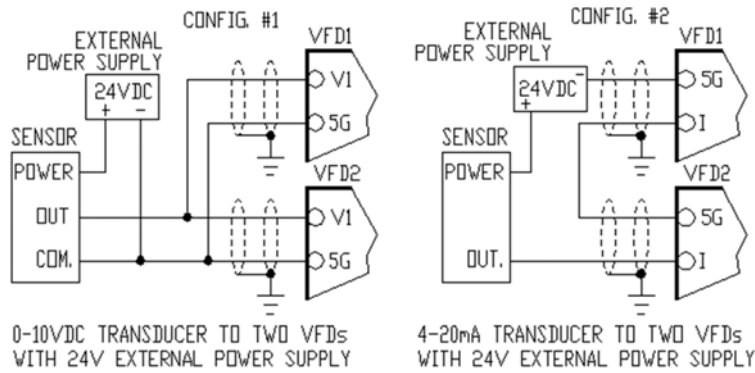 CONFIG. #1
EXTERNAL
POWER SUPPLY
24VDC
+ -
SENSOR
POWER
OUT
COM.
VFD1
V1
5G
VFD2
V1
5G
0-10VDC TRANSDUCER TO TWO VFDs
WITH 24V EXTERNAL POWER SUPPLY
CONFIG. #2
EXTERNAL
POWER SUPPLY
24VDC -
+
SENSOR
POWER
OUT.
VFD1
5G
I
VFD2
5G
I
4-20mA TRANSDUCER TO TWO VFDs
WITH 24V EXTERNAL POWER SUPPLY